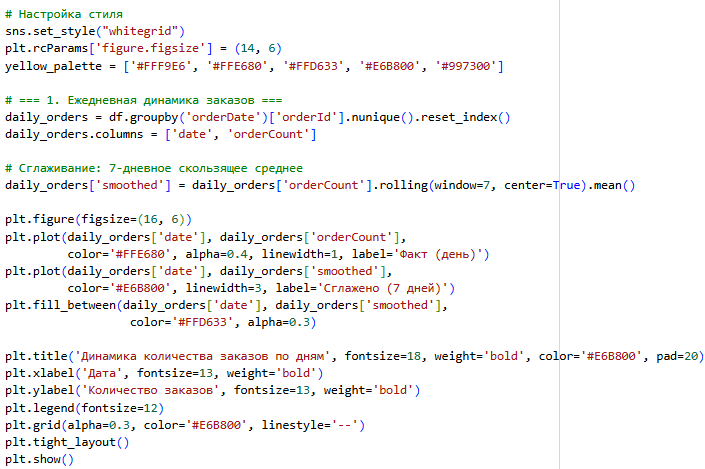 # Настройка стиля
sns.set_style("whitegrid")
plt.rcParams['figure.figsize'] = (14, 6)
yellow_palette = ['#FFF9E6', '#FFE680', '#FFD633', '#E6B800', '#997300']

# === 1. Ежедневная динамика заказов ===
daily_orders = df.groupby('orderDate')['orderId'].nunique().reset_index()
daily_orders.columns = ['date', 'orderCount']

# Сглаживание: 7-дневное скользящее среднее
daily_orders['smoothed'] = daily_orders['orderCount'].rolling(window=7, center=True).mean()

plt.figure(figsize=(16, 6))
plt.plot(daily_orders['date'], daily_orders['orderCount'],
         color='#FFE680', alpha=0.4, linewidth=1, label='Факт (день)')
plt.plot(daily_orders['date'], daily_orders['smoothed'],
         color='#E6B800', linewidth=3, label='Сглажено (7 дней)')
plt.fill_between(daily_orders['date'], daily_orders['smoothed'],
                 color='#FFD633', alpha=0.3)

plt.title('Динамика количества заказов по дням', fontsize=18, weight='bold', color='#E6B800', pad=20)
plt.xlabel('Дата', fontsize=13, weight='bold')
plt.ylabel('Количество заказов', fontsize=13, weight='bold')
plt.legend(fontsize=12)
plt.grid(alpha=0.3, color='#E6B800', linestyle='--')
plt.tight_layout()
plt.show()